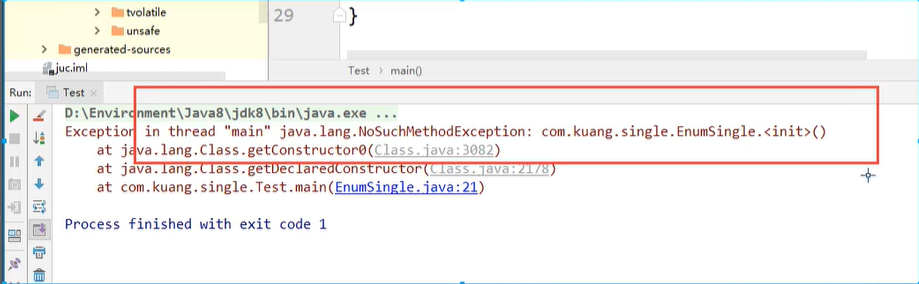 tvolatile
29
}
unsafe
generated-sources
juc.iml
Test > main()
Run: Test ×
D:\Environment\Java8\jdk8\bin\java.exe ...
Exception in thread "main" java.lang.NoSuchMethodException: com.kuang.single.EnumSingle.<init>()
at java.lang.Class.getConstructor0(Class.java:3082)
at java.lang.Class.getDeclaredConstructor(Class.java:2178)
at com.kuang.single.Test.main(EnumSingle.java:21)
Process finished with exit code 1